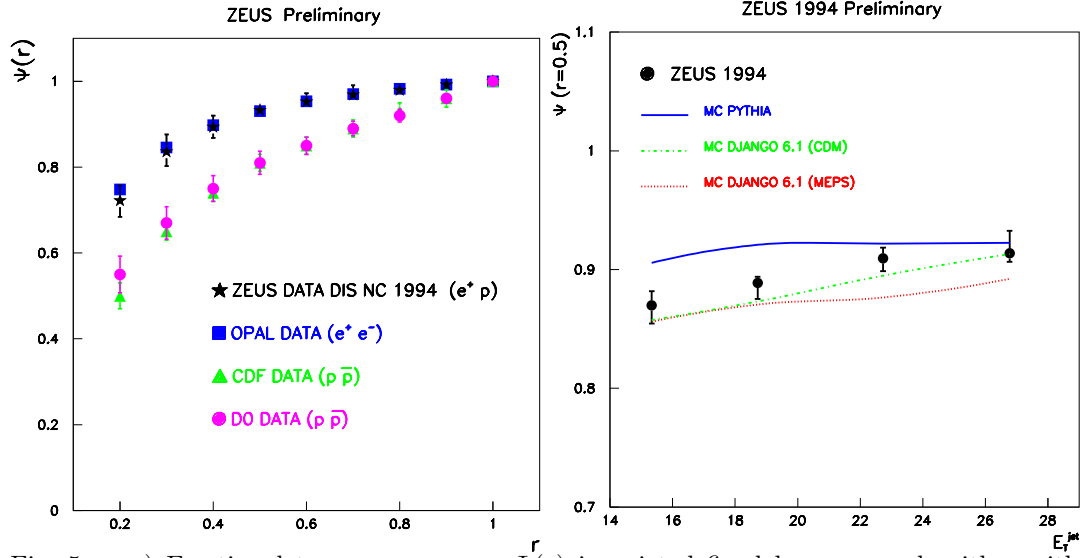 ZEUS Preliminary
ψ(r)
1
0.8
0.6
0.4
0.2
0
0.2
0.4
0.6
0.8
1
r
ZEUS DATA DIS NC 1994 (e⁺ p)
OPAL DATA (e⁺ e⁻)
CDF DATA (p p̅)
D0 DATA (p p̅)
ZEUS 1994 Preliminary
ψ (r=0.5)
1.1
1
0.9
0.8
0.7
14
16
18
20
22
24
26
28
E_T^jet
ZEUS 1994
MC PYTHIA
MC DJANGO 6.1 (CDM)
MC DJANGO 6.1 (MEPS)